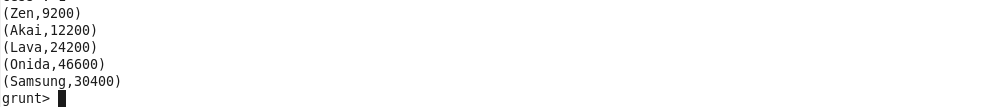 (Zen,9200)
(Akai,12200)
(Lava,24200)
(Onida,46600)
(Samsung,30400)
grunt>